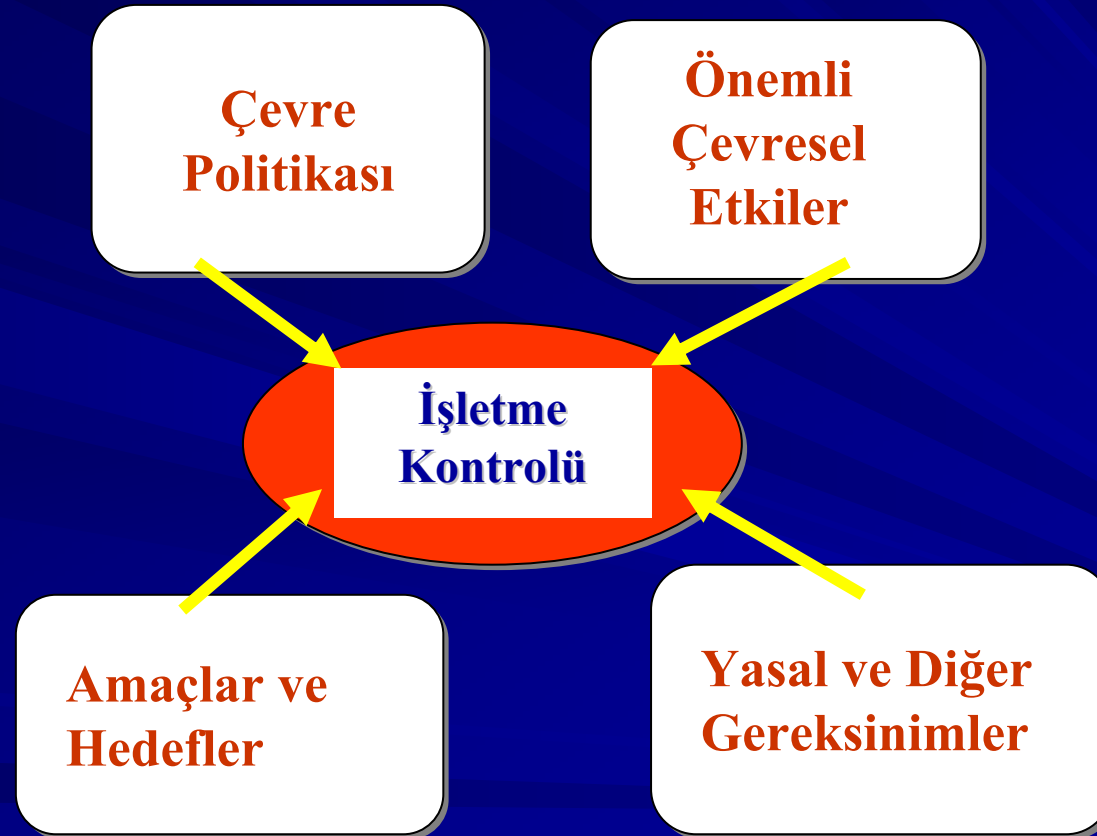 Çevre
Politikası
Önemli
Çevresel
Etkiler
İşletme
Kontrolü
Amaçlar ve
Hedefler
Yasal ve Diğer
Gereksinimler